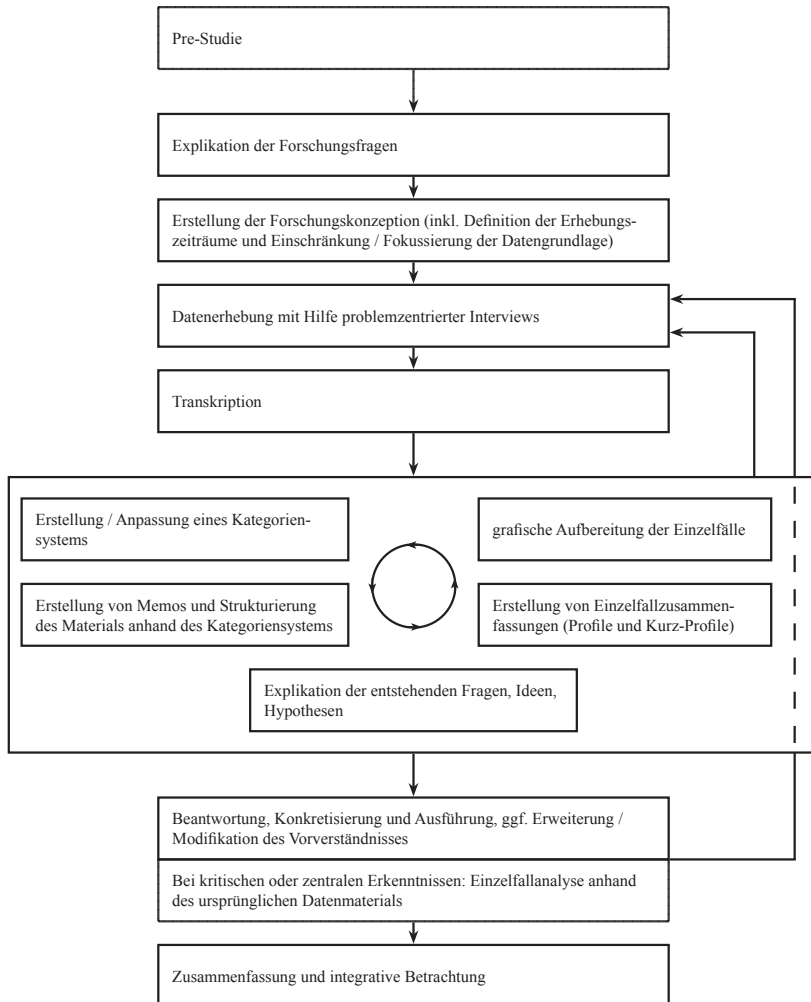 Pre-Studie
Explikation der Forschungsfragen
Erstellung der Forschungskonzeption (inkl. Definition der Erhebungs-
zeiträume und Einschränkung / Fokussierung der Datengrundlage)
Datenerhebung mit Hilfe problemzentrierter Interviews
Transkription
Erstellung / Anpassung eines Kategorien-
systems
grafische Aufbereitung der Einzelfälle
Erstellung von Memos und Strukturierung
des Materials anhand des Kategoriensystems
Erstellung von Einzelfallzusammen-
fassungen (Profile und Kurz-Profile)
Explikation der entstehenden Fragen, Ideen,
Hypothesen
Beantwortung, Konkretisierung und Ausführung, ggf. Erweiterung /
Modifikation des Vorverständnisses
Bei kritischen oder zentralen Erkenntnissen: Einzelfallanalyse anhand
des ursprünglichen Datenmaterials
Zusammenfassung und integrative Betrachtung